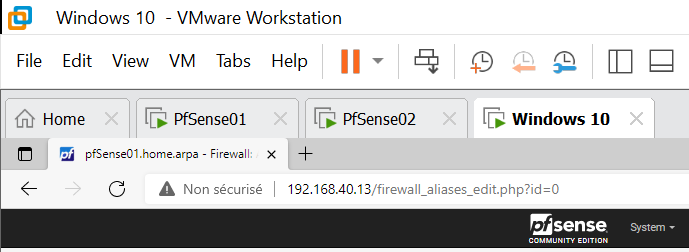 Windows 10 - VMware Workstation
File Edit View VM Tabs Help
Home PfSense01 PfSense02 Windows 10
pf pfSense01.home.arpa - Firewall:
Non sécurisé 192.168.40.13/firewall_aliases_edit.php?id=0
pfsense System
COMMUNITY EDITION